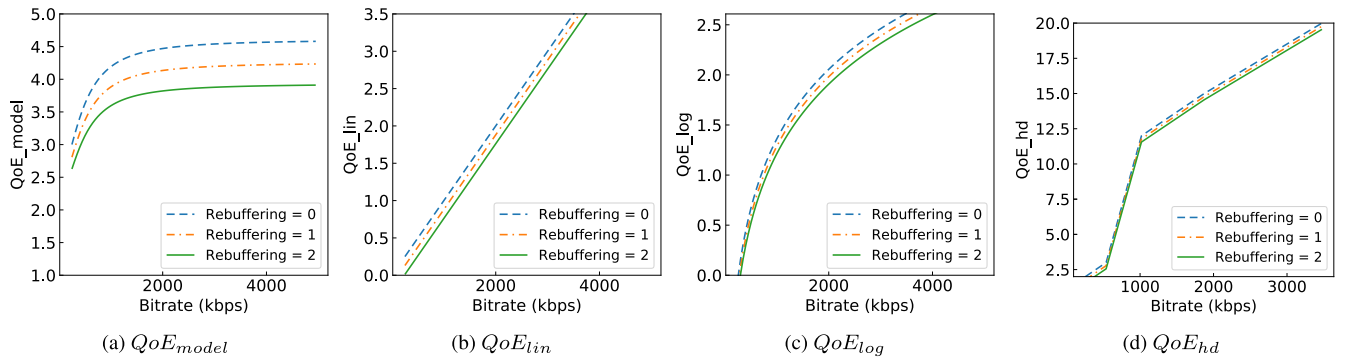 5.0
4.5
4.0
3.5
3.0
2.5
2.0
1.5
1.0
QoE_model
2000 4000
Bitrate (kbps)
Rebuffering = 0
Rebuffering = 1
Rebuffering = 2
(a) QoE_model
3.5
3.0
2.5
2.0
1.5
1.0
0.5
0.0
QoE_lin
2000 4000
Bitrate (kbps)
Rebuffering = 0
Rebuffering = 1
Rebuffering = 2
(b) QoE_lin
2.5
2.0
1.5
1.0
0.5
0.0
QoE_log
2000 4000
Bitrate (kbps)
Rebuffering = 0
Rebuffering = 1
Rebuffering = 2
(c) QoE_log
20.0
17.5
15.0
12.5
10.0
7.5
5.0
2.5
QoE_hd
1000 2000 3000
Bitrate (kbps)
Rebuffering = 0
Rebuffering = 1
Rebuffering = 2
(d) QoE_hd